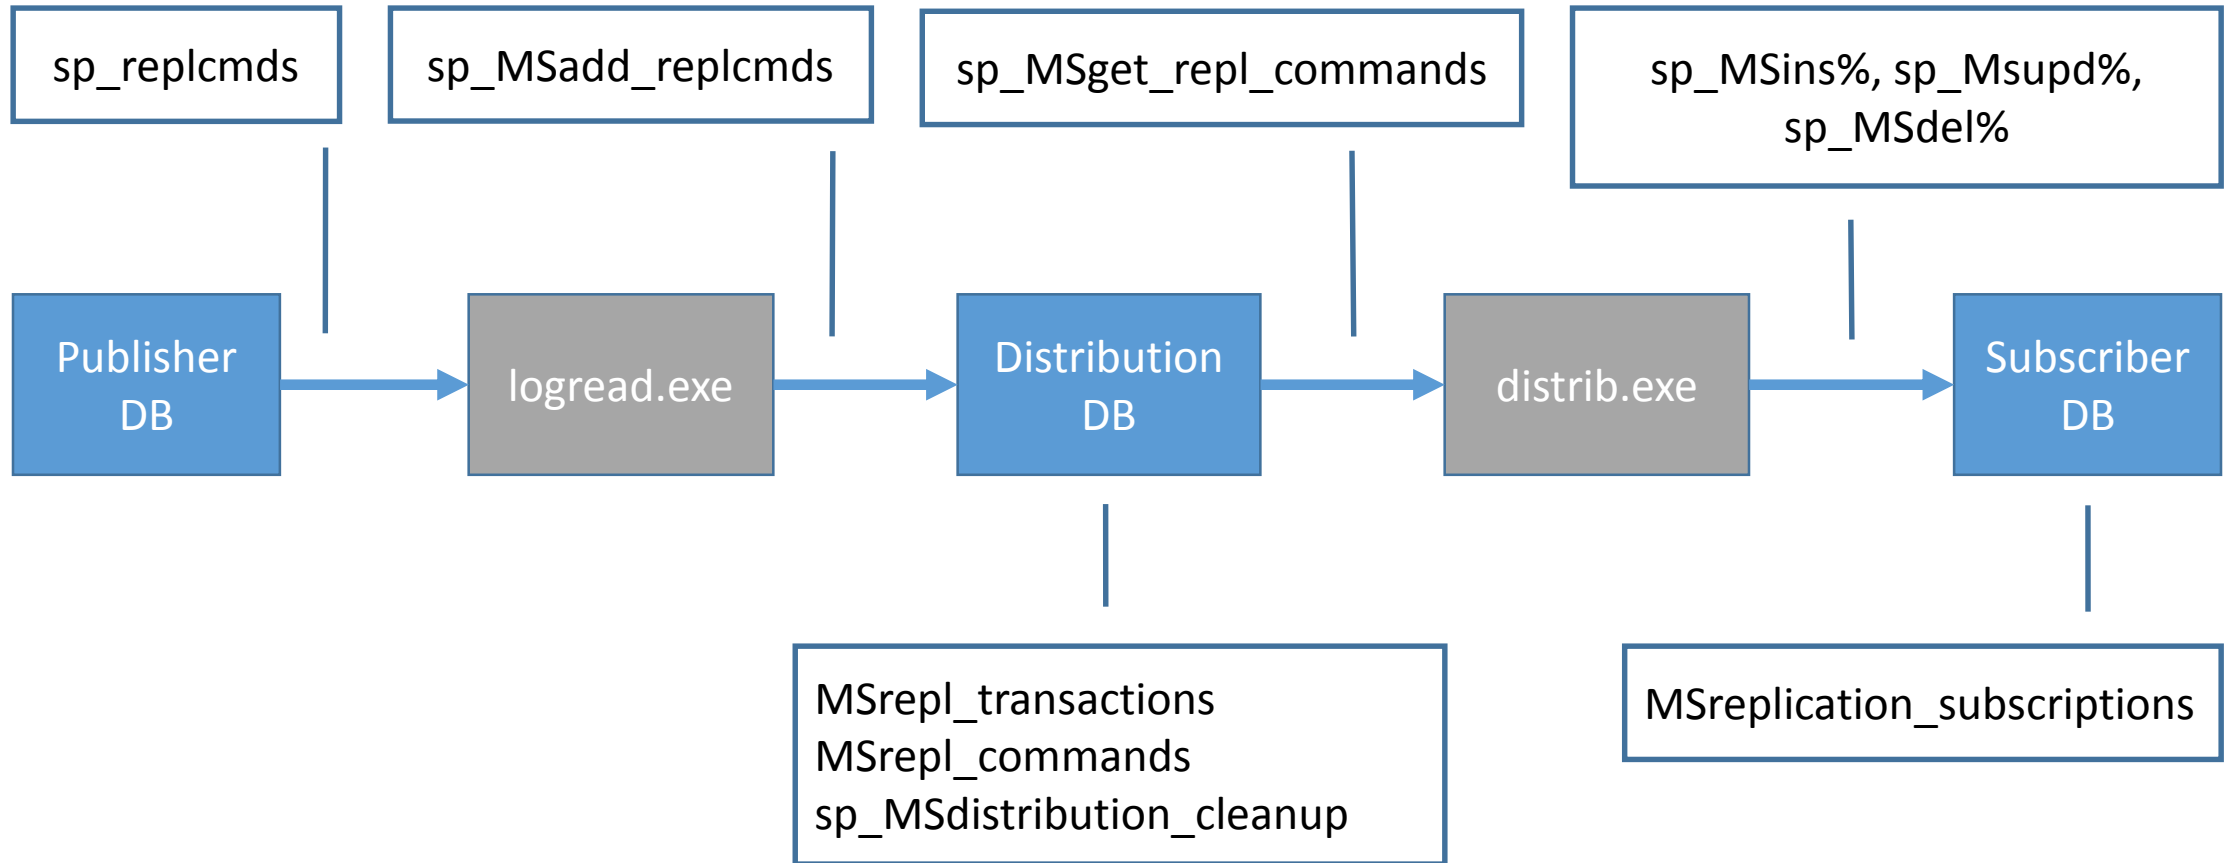 sp_replcmds
sp_MSadd_replcmds
sp_MSget_repl_commands
sp_MSins%, sp_Msupd%,
sp_MSdel%
Publisher
DB
logread.exe
Distribution
DB
distrib.exe
Subscriber
DB
MSrepl_transactions
MSrepl_commands
sp_MSdistribution_cleanup
MSreplication_subscriptions